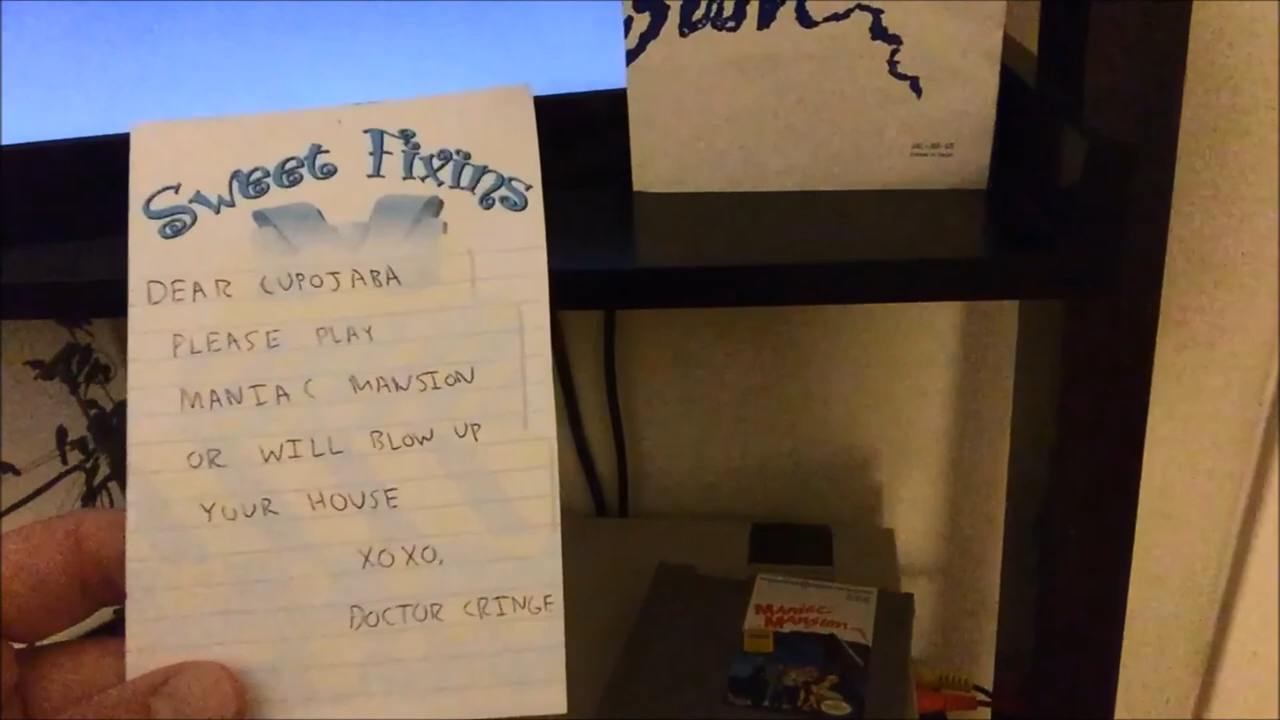 Sweet Fixins
DEAR CUPOJABA
PLEASE PLAY
MANIAC MANSION
OR WILL BLOW UP
YOUR HOUSE
XOXO,
DOCTOR CRINGE
Maniac
Mansion